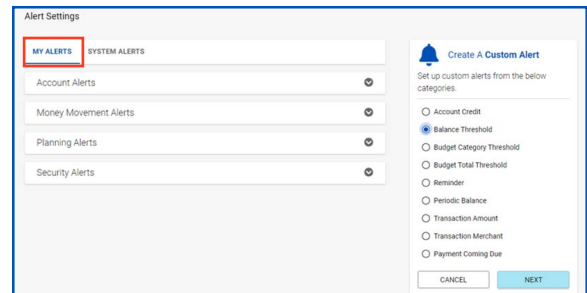 Alert Settings
MY ALERTS SYSTEM ALERTS
Account Alerts
Money Movement Alerts
Planning Alerts
Security Alerts
Create A Custom Alert
Set up custom alerts from the below
categories.
Account Credit
Balance Threshold
Budget Category Threshold
Budget Total Threshold
Reminder
Periodic Balance
Transaction Amount
Transaction Merchant
Payment Coming Due
CANCEL NEXT